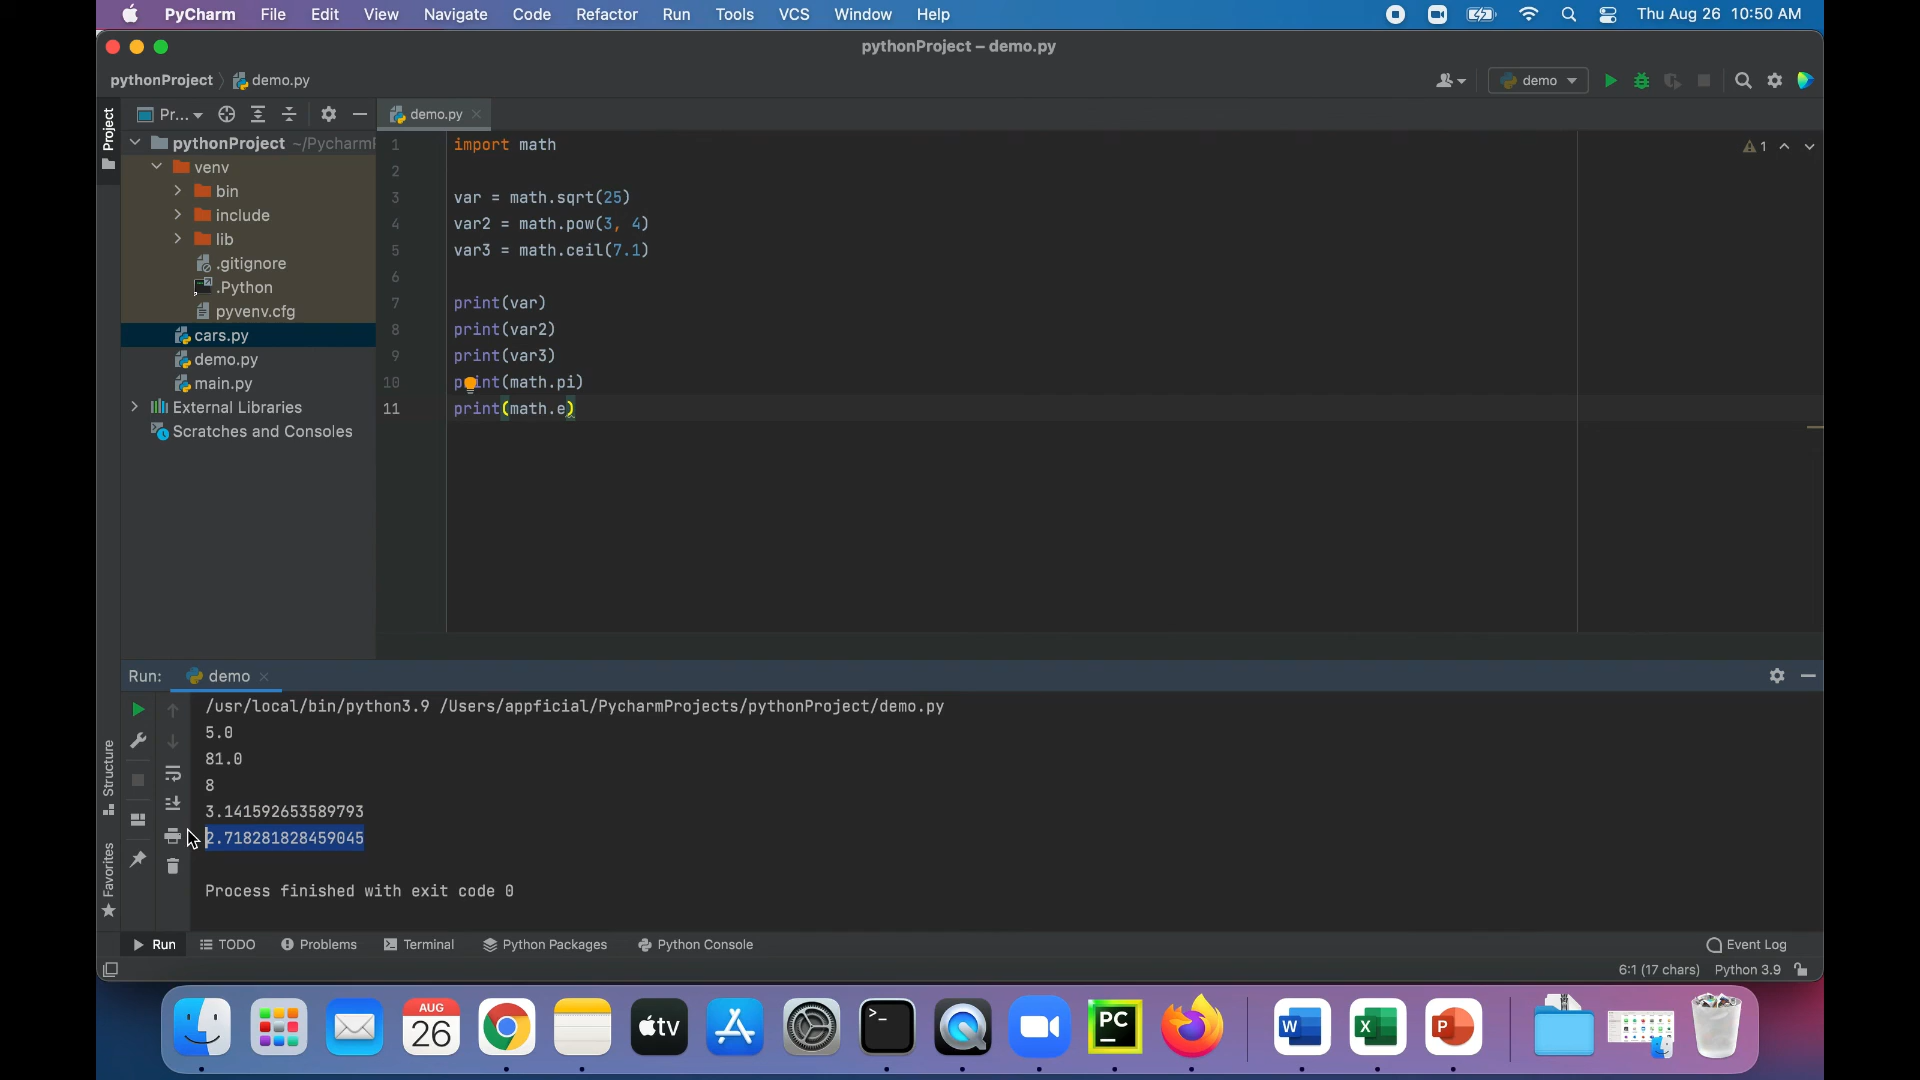 PyCharm File Edit View Navigate Code Refactor Run Tools VCS Window Help Thu Aug 26 10:50 AM
pythonProject – demo.py
pythonProject demo.py demo
Project
Pr... demo.py
pythonProject ~/PycharmP
venv
bin
include
lib
.gitignore
.Python
pyvenv.cfg
cars.py
demo.py
main.py
External Libraries
Scratches and Consoles
1 import math
2
3 var = math.sqrt(25)
4 var2 = math.pow(3, 4)
5 var3 = math.ceil(7.1)
6
7 print(var)
8 print(var2)
9 print(var3)
10 print(math.pi)
11 print(math.e)
1
Run: demo
/usr/local/bin/python3.9 /Users/appficial/PycharmProjects/pythonProject/demo.py
5.0
81.0
8
3.141592653589793
2.718281828459045
Process finished with exit code 0
Structure
Favorites
Run TODO Problems Terminal Python Packages Python Console Event Log
6:1 (17 chars) Python 3.9
AUG
26
tv
>_
PC
W
X
P